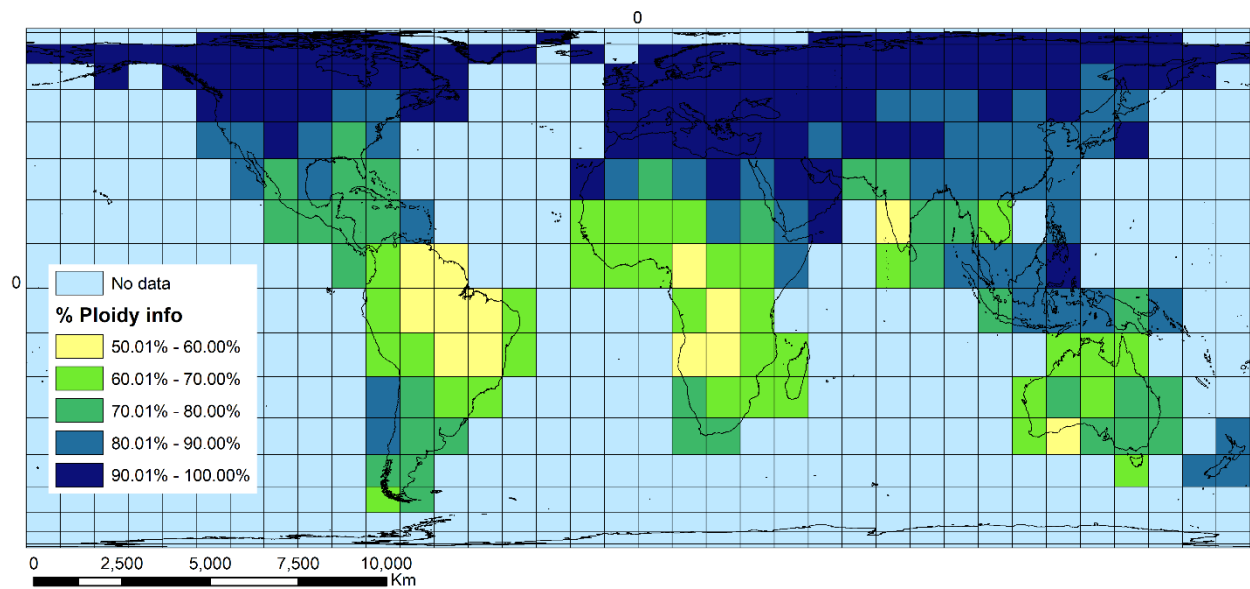 0
0
No data
% Ploidy info
50.01% - 60.00%
60.01% - 70.00%
70.01% - 80.00%
80.01% - 90.00%
90.01% - 100.00%
0 2,500 5,000 7,500 10,000
Km